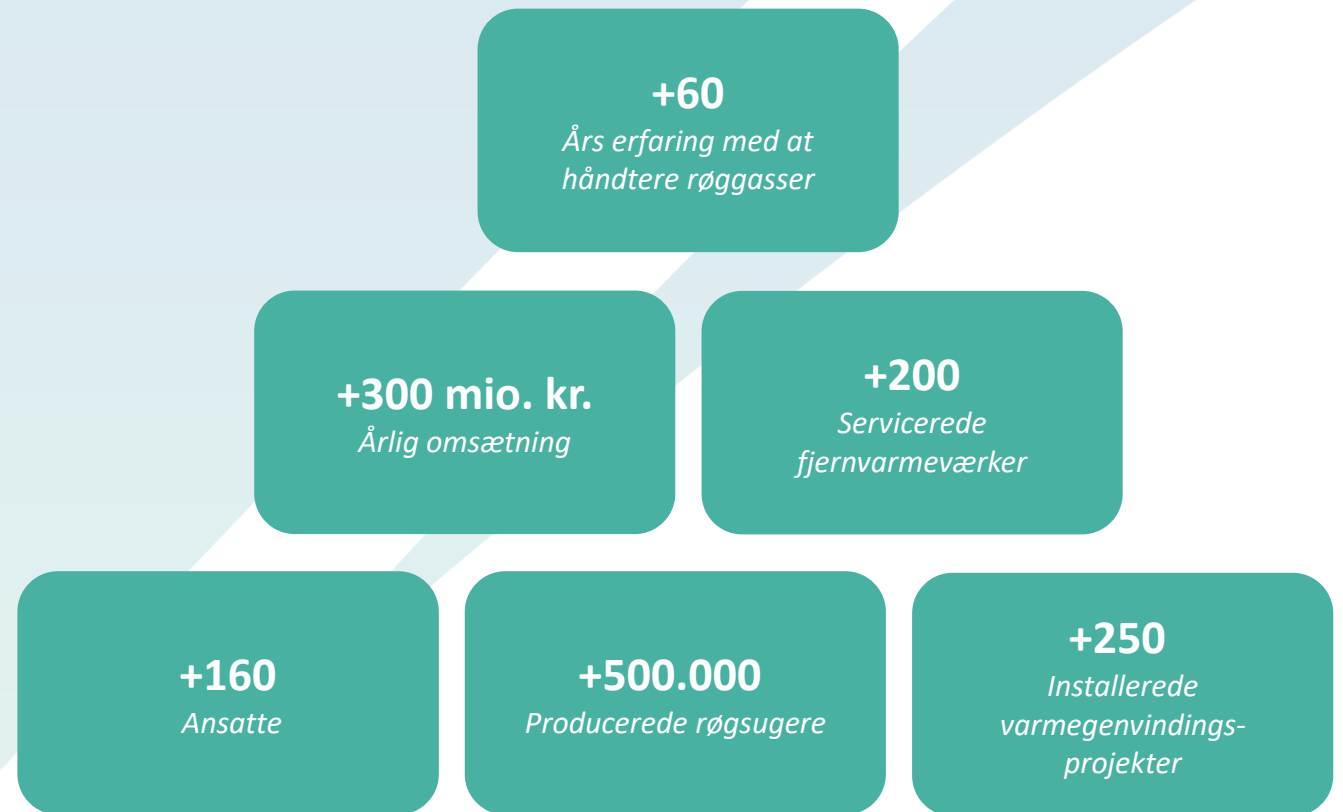 +60
Års erfaring med at
håndtere røggasser
+300 mio. kr.
Årlig omsætning
+200
Servicerede
fjernvarmeværker
+160
Ansatte
+500.000
Producerede røgsugere
+250
Installerede
varmegenvindings-
projekter